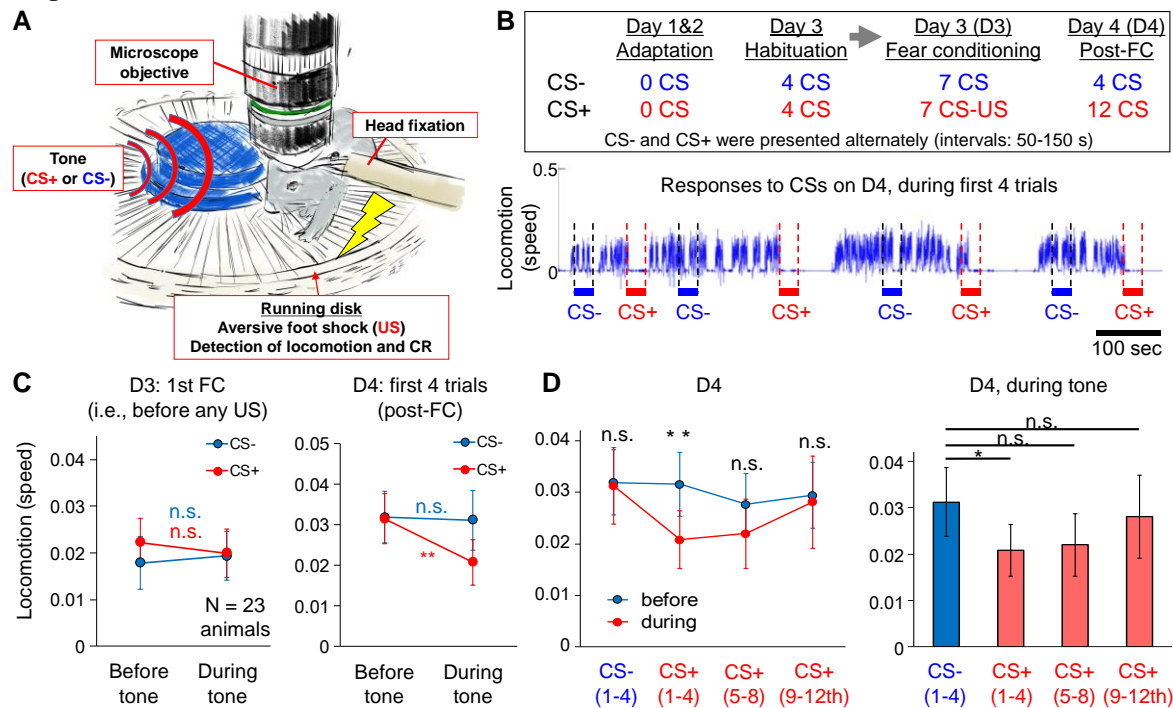 A
Microscope
objective
Head fixation
Tone
(CS+ or CS-)
Running disk
Aversive foot shock (US)
Detection of locomotion and CR
B
Day 1&2 Day 3 Day 3 (D3) Day 4 (D4)
Adaptation Habituation Fear conditioning Post-FC
CS- 0 CS 4 CS 7 CS 4 CS
CS+ 0 CS 4 CS 7 CS-US 12 CS
CS- and CS+ were presented alternately (intervals: 50-150 s)
Responses to CSs on D4, during first 4 trials
Locomotion
(speed)
0.5
0
CS- CS+ CS- CS+ CS- CS+ CS- CS+
100 sec
C
D3: 1st FC
(i.e., before any US)
Locomotion (speed)
0.04
0.03
0.02
0.01
0
CS-
CS+
n.s.
n.s.
N = 23
animals
Before
tone
During
tone
D4: first 4 trials
(post-FC)
0.05
0.04
0.03
0.02
0.01
0
CS-
CS+
n.s.
**
Before
tone
During
tone
D
D4
0.04
0.03
0.02
0.01
0
n.s. * * n.s. n.s.
before
during
CS-
(1-4)
CS+
(1-4)
CS+
(5-8)
CS+
(9-12th)
D4, during tone
n.s.
n.s.
*
0.04
0.03
0.02
0.01
0
CS-
(1-4)
CS+
(1-4)
CS+
(5-8)
CS+
(9-12th)